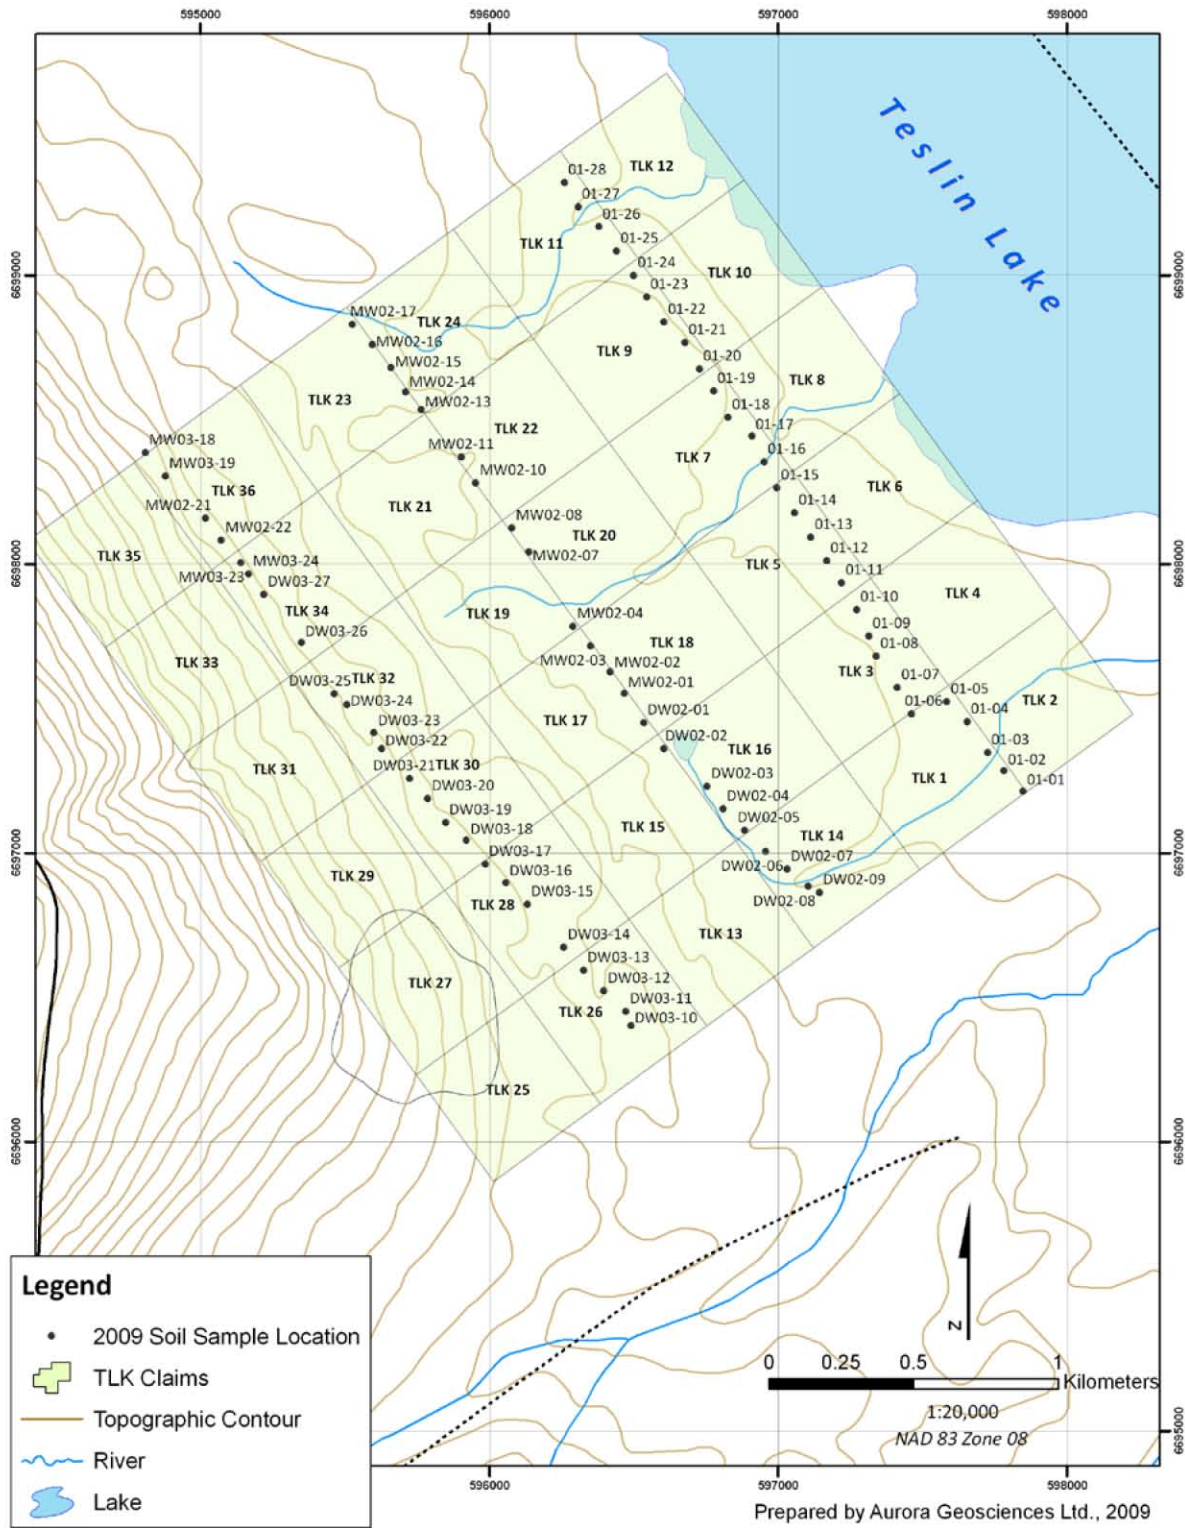 595000
596000
597000
598000
Teslin Lake
01-28
TLK 12
01-27
01-26
TLK 11
01-25
01-24
TLK 10
6699000
6699000
01-23
MW02-17
TLK 24
01-22
01-21
MW02-16
TLK 9
01-20
MW02-15
01-19
TLK 8
MW02-14
TLK 23
MW02-13
01-18
TLK 22
01-17
MW03-18
MW02-11
01-16
MW03-19
MW02-10
TLK 7
01-15
TLK 36
TLK 6
MW02-21
TLK 21
01-14
MW02-22
MW02-08
01-13
TLK 20
TLK 35
MW02-07
01-12
6698000
6698000
MW03-24
TLK 5
01-11
MW03-23
DW03-27
TLK 4
01-10
TLK 34
TLK 19
MW02-04
01-09
DW03-26
TLK 18
01-08
TLK 33
MW02-03
MW02-02
TLK 3
01-07
DW03-25
TLK 32
MW02-01
01-05
DW03-24
01-06
TLK 2
DW02-01
01-04
DW03-23
TLK 17
DW02-02
DW03-22
TLK 16
01-03
TLK 31
DW03-21
TLK 30
01-02
DW02-03
TLK 1
01-01
DW03-20
DW02-04
DW03-19
DW02-05
DW03-18
TLK 15
TLK 14
6697000
6697000
DW03-17
DW02-06
DW02-07
TLK 29
DW03-16
DW02-09
DW03-15
DW02-08
TLK 28
DW03-14
TLK 13
DW03-13
TLK 27
DW03-12
DW03-11
TLK 26
DW03-10
TLK 25
6696000
6696000
Legend
2009 Soil Sample Location
TLK Claims
Topographic Contour
River
Lake
N
0 0.25 0.5 1
Kilometers
1:20,000
NAD 83 Zone 08
6695000
596000
597000
598000
Prepared by Aurora Geosciences Ltd., 2009